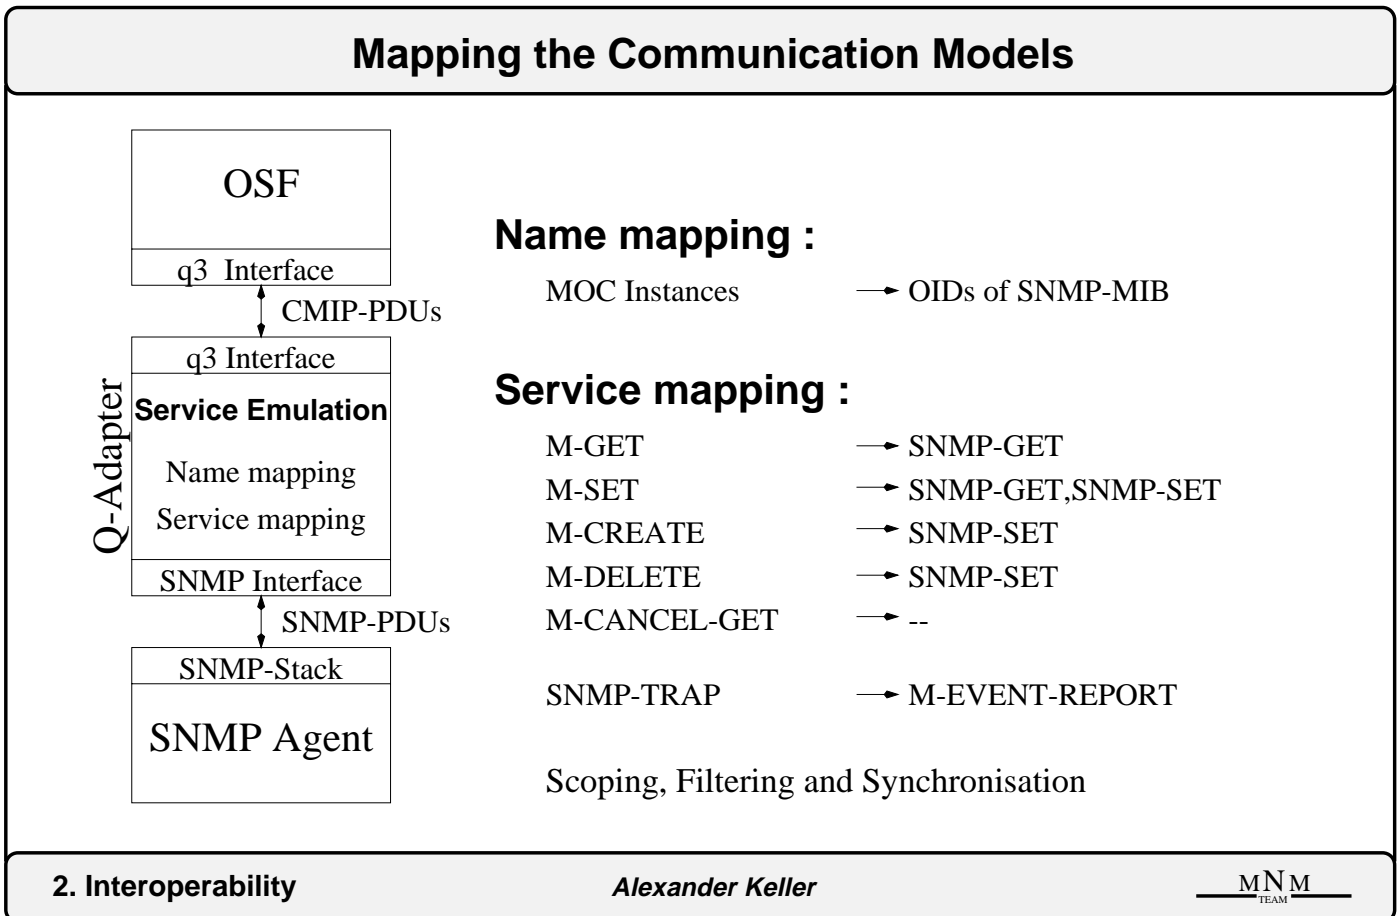 Mapping the Communication Models
OSF
q3 Interface
CMIP-PDUs
q3 Interface
Q-Adapter
Service Emulation
Name mapping
Service mapping
SNMP Interface
SNMP-PDUs
SNMP-Stack
SNMP Agent
Name mapping :
MOC Instances → OIDs of SNMP-MIB
Service mapping :
M-GET → SNMP-GET
M-SET → SNMP-GET,SNMP-SET
M-CREATE → SNMP-SET
M-DELETE → SNMP-SET
M-CANCEL-GET → --
SNMP-TRAP → M-EVENT-REPORT
Scoping, Filtering and Synchronisation
2. Interoperability
Alexander Keller
MNM
TEAM